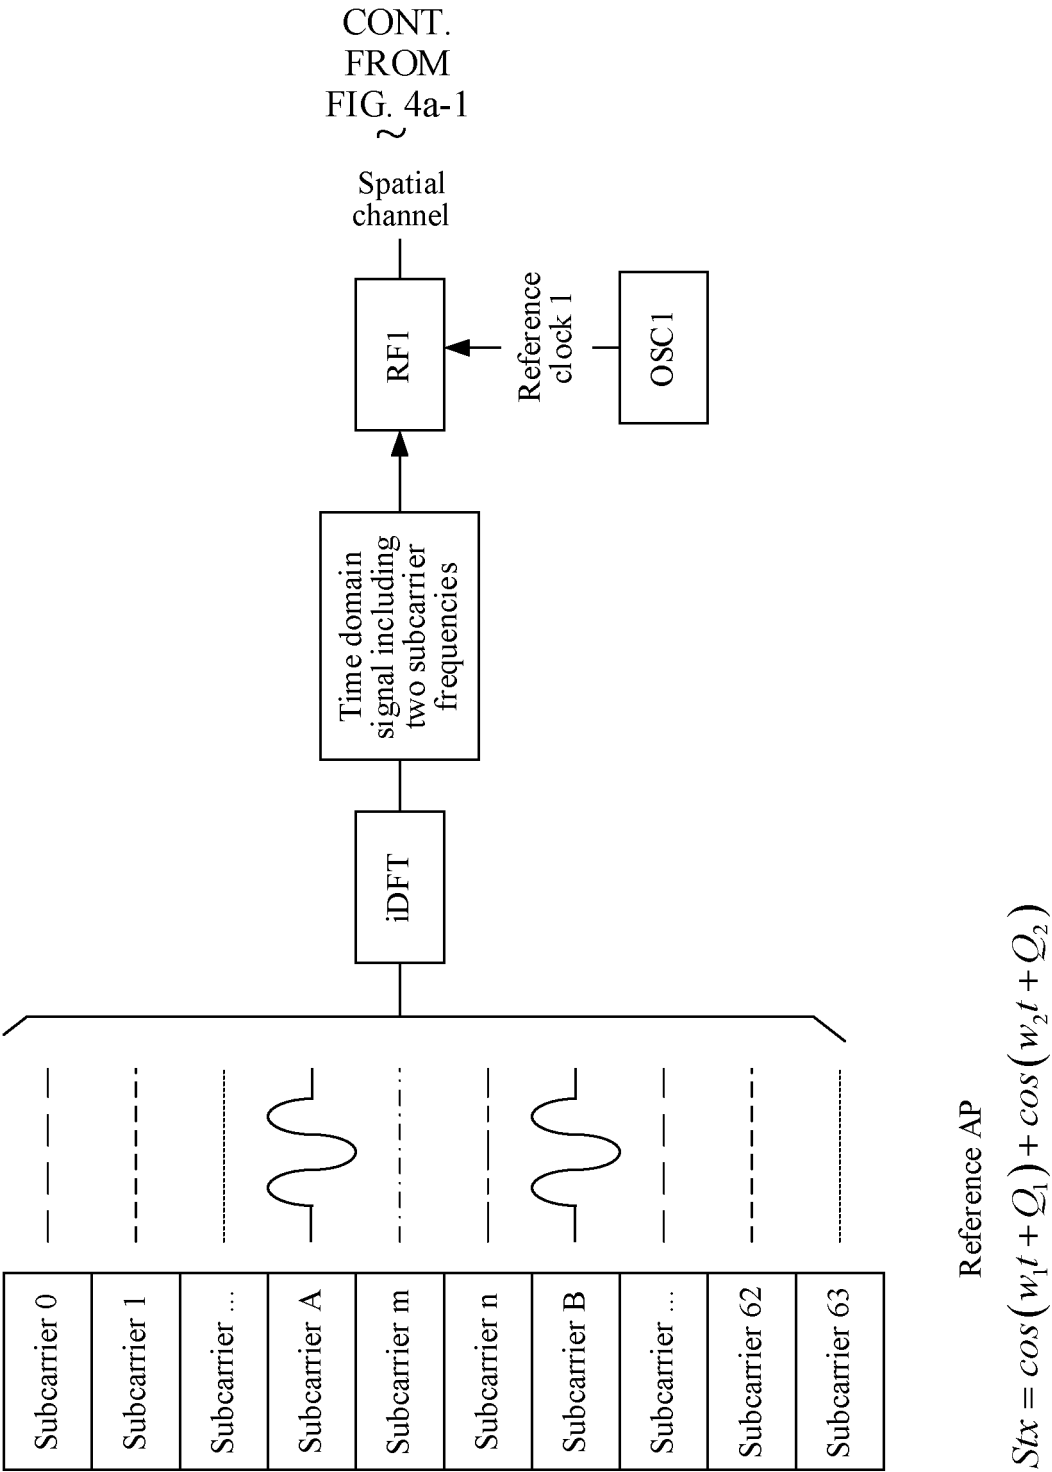 CONT.
FROM
FIG. 4a-1
~
Spatial
channel
RF1
Reference
clock 1
OSC1
Time domain
signal including
two subcarrier
frequencies
iDFT
Subcarrier 0
Subcarrier 1
Subcarrier ...
Subcarrier A
Subcarrier m
Subcarrier n
Subcarrier B
Subcarrier ...
Subcarrier 62
Subcarrier 63
Reference AP
Stx = cos(w₁t + Q₁) + cos(w₂t + Q₂)